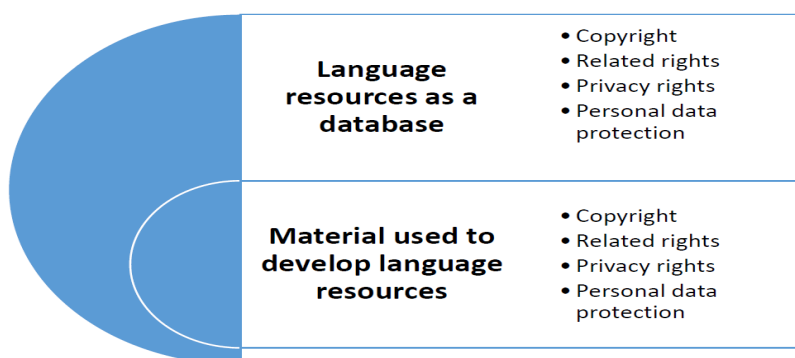 Language
resources as a
database
• Copyright
• Related rights
• Privacy rights
• Personal data
protection
Material used to
develop language
resources
• Copyright
• Related rights
• Privacy rights
• Personal data
protection